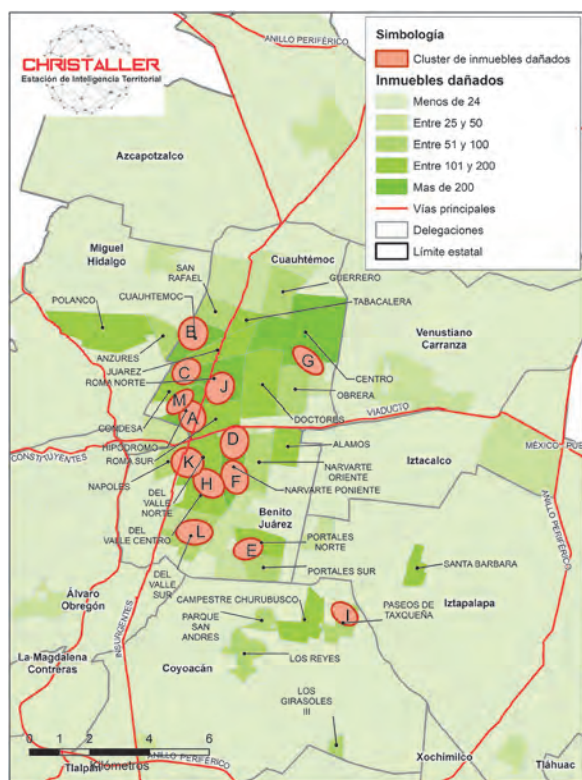 CHRISTALLER
Estación de Inteligencia Territorial
Simbología
Cluster de inmuebles dañados
Inmuebles dañados
Menos de 24
Entre 25 y 50
Entre 51 y 100
Entre 101 y 200
Mas de 200
Vías principales
Delegaciones
Límite estatal
ANILLO PERIFÉRICO
Azcapotzalco
Miguel
Hidalgo
Cuauhtémoc
SAN
RAFAEL
GUERRERO
POLANCO
CUAUHTEMOC
TABACALERA
B
Venustiano
Carranza
ANZURES
G
C
JUAREZ
CENTRO
ROMA NORTE
J
OBRERA
M
A
DOCTORES
VIADUCTO
CONDESA
HIPODROMO
D
ALAMOS
CONSTITUYENTES
ROMA SUR
MÉXICO-PUE
Iztacalco
K
NARVARTE
ORIENTE
NAPOLES
H
F
NARVARTE PONIENTE
DEL
VALLE
NORTE
Benito
Juárez
ANILLO PERIFÉRICO
DEL
VALLE CENTRO
L
E
PORTALES
NORTE
SANTA BARBARA
DEL
VALLE
SUR
PORTALES SUR
Álvaro
Obregón
CAMPESTRE CHURUBUSCO
I
PASEOS DE
TAXQUEÑA
Iztapalapa
PARQUE
SAN
ANDRES
INSURGENTES
La Magdalena
Contreras
LOS REYES
Coyoacán
LOS
GIRASOLES
III
0 1 2 4 6
Kilómetros
ANILLO PERIFÉRICO
Tlalpan
Xochimilco
Tláhuac